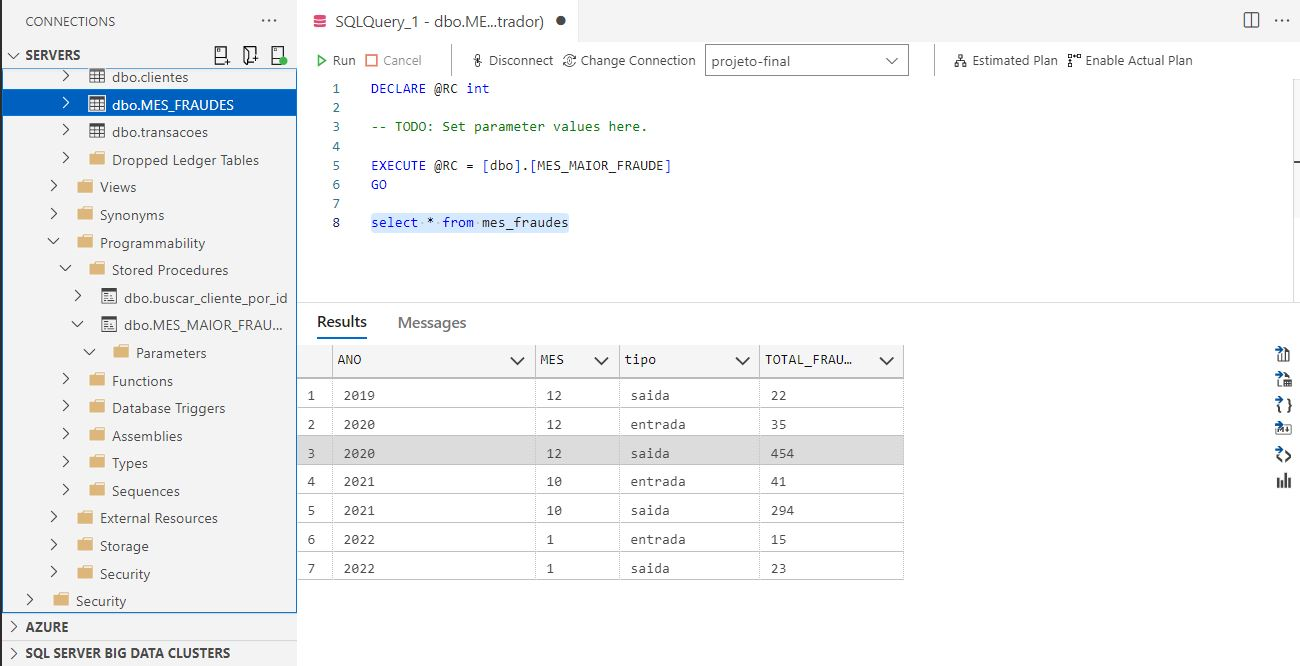 CONNECTIONS ...
SERVERS
dbo.clientes
dbo.MES_FRAUDES
dbo.transacoes
Dropped Ledger Tables
Views
Synonyms
Programmability
Stored Procedures
dbo.buscar_cliente_por_id
dbo.MES_MAIOR_FRAU...
Parameters
Functions
Database Triggers
Assemblies
Types
Sequences
External Resources
Storage
Security
Security
AZURE
SQL SERVER BIG DATA CLUSTERS
SQLQuery_1 - dbo.ME...trador) ● ...
Run Cancel Disconnect Change Connection projeto-final Estimated Plan Enable Actual Plan
1 DECLARE @RC int
2
3 -- TODO: Set parameter values here.
4
5 EXECUTE @RC = [dbo].[MES_MAIOR_FRAUDE]
6 GO
7
8 select * from mes_fraudes
Results Messages
ANO MES tipo TOTAL_FRAU...
1 2019 12 saida 22
2 2020 12 entrada 35
3 2020 12 saida 454
4 2021 10 entrada 41
5 2021 10 saida 294
6 2022 1 entrada 15
7 2022 1 saida 23